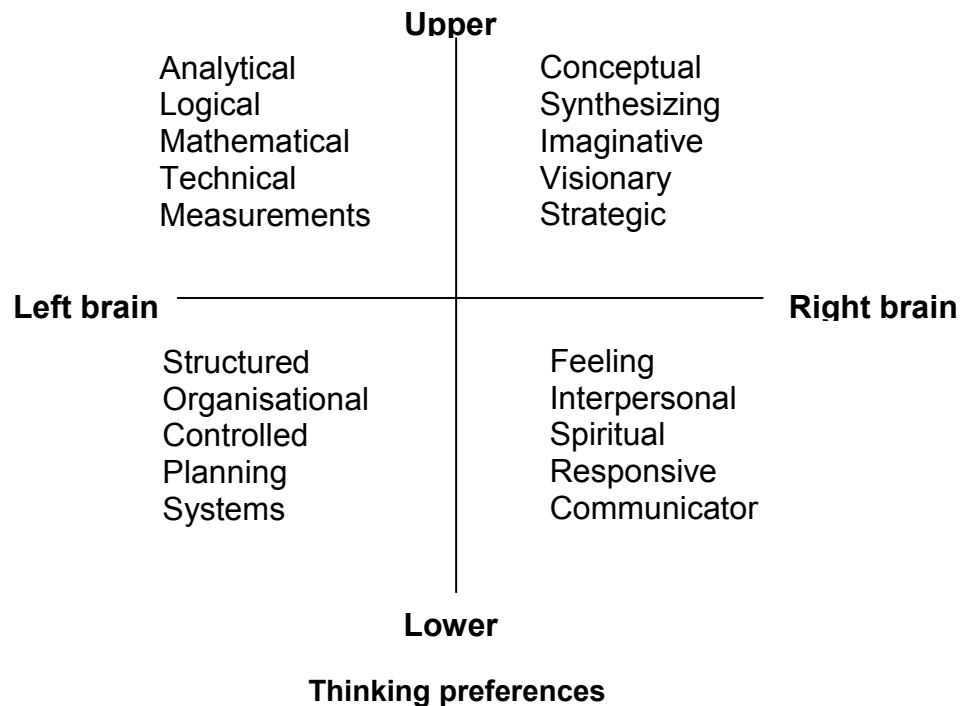 Upper
Analytical
Logical
Mathematical
Technical
Measurements
Conceptual
Synthesizing
Imaginative
Visionary
Strategic
Left brain
Right brain
Structured
Organisational
Controlled
Planning
Systems
Feeling
Interpersonal
Spiritual
Responsive
Communicator
Lower
Thinking preferences